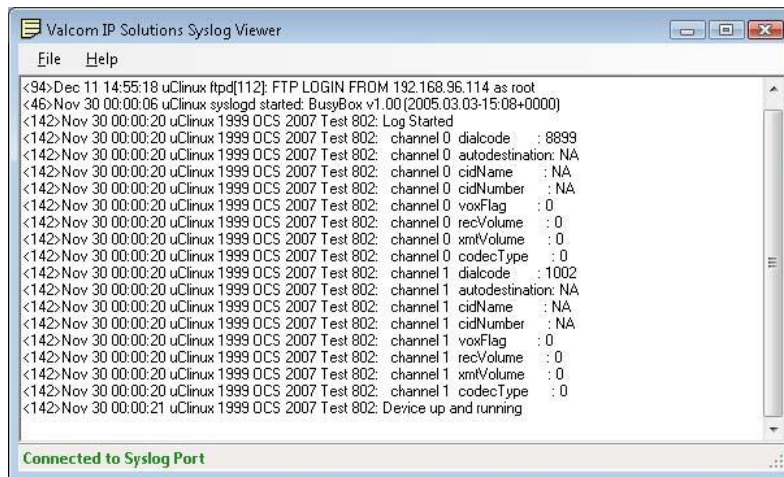 Valcom IP Solutions Syslog Viewer
File Help
<94>Dec 11 14:55:18 uClinux ftpd[112]: FTP LOGIN FROM 192.168.96.114 as root
<46>Nov 30 00:00:06 uClinux syslogd started: BusyBox v1.00 (2005.03.03-15:08+0000)
<142>Nov 30 00:00:20 uClinux 1999 OCS 2007 Test 802: Log Started
<142>Nov 30 00:00:20 uClinux 1999 OCS 2007 Test 802: channel 0 dialcode : 8899
<142>Nov 30 00:00:20 uClinux 1999 OCS 2007 Test 802: channel 0 autodestination: NA
<142>Nov 30 00:00:20 uClinux 1999 OCS 2007 Test 802: channel 0 cidName : NA
<142>Nov 30 00:00:20 uClinux 1999 OCS 2007 Test 802: channel 0 cidNumber : NA
<142>Nov 30 00:00:20 uClinux 1999 OCS 2007 Test 802: channel 0 voxFlag : 0
<142>Nov 30 00:00:20 uClinux 1999 OCS 2007 Test 802: channel 0 recVolume : 0
<142>Nov 30 00:00:20 uClinux 1999 OCS 2007 Test 802: channel 0 xmtVolume : 0
<142>Nov 30 00:00:20 uClinux 1999 OCS 2007 Test 802: channel 0 codecType : 0
<142>Nov 30 00:00:20 uClinux 1999 OCS 2007 Test 802: channel 1 dialcode : 1002
<142>Nov 30 00:00:20 uClinux 1999 OCS 2007 Test 802: channel 1 autodestination: NA
<142>Nov 30 00:00:20 uClinux 1999 OCS 2007 Test 802: channel 1 cidName : NA
<142>Nov 30 00:00:20 uClinux 1999 OCS 2007 Test 802: channel 1 cidNumber : NA
<142>Nov 30 00:00:20 uClinux 1999 OCS 2007 Test 802: channel 1 voxFlag : 0
<142>Nov 30 00:00:20 uClinux 1999 OCS 2007 Test 802: channel 1 recVolume : 0
<142>Nov 30 00:00:20 uClinux 1999 OCS 2007 Test 802: channel 1 xmtVolume : 0
<142>Nov 30 00:00:20 uClinux 1999 OCS 2007 Test 802: channel 1 codecType : 0
<142>Nov 30 00:00:21 uClinux 1999 OCS 2007 Test 802: Device up and running
Connected to Syslog Port